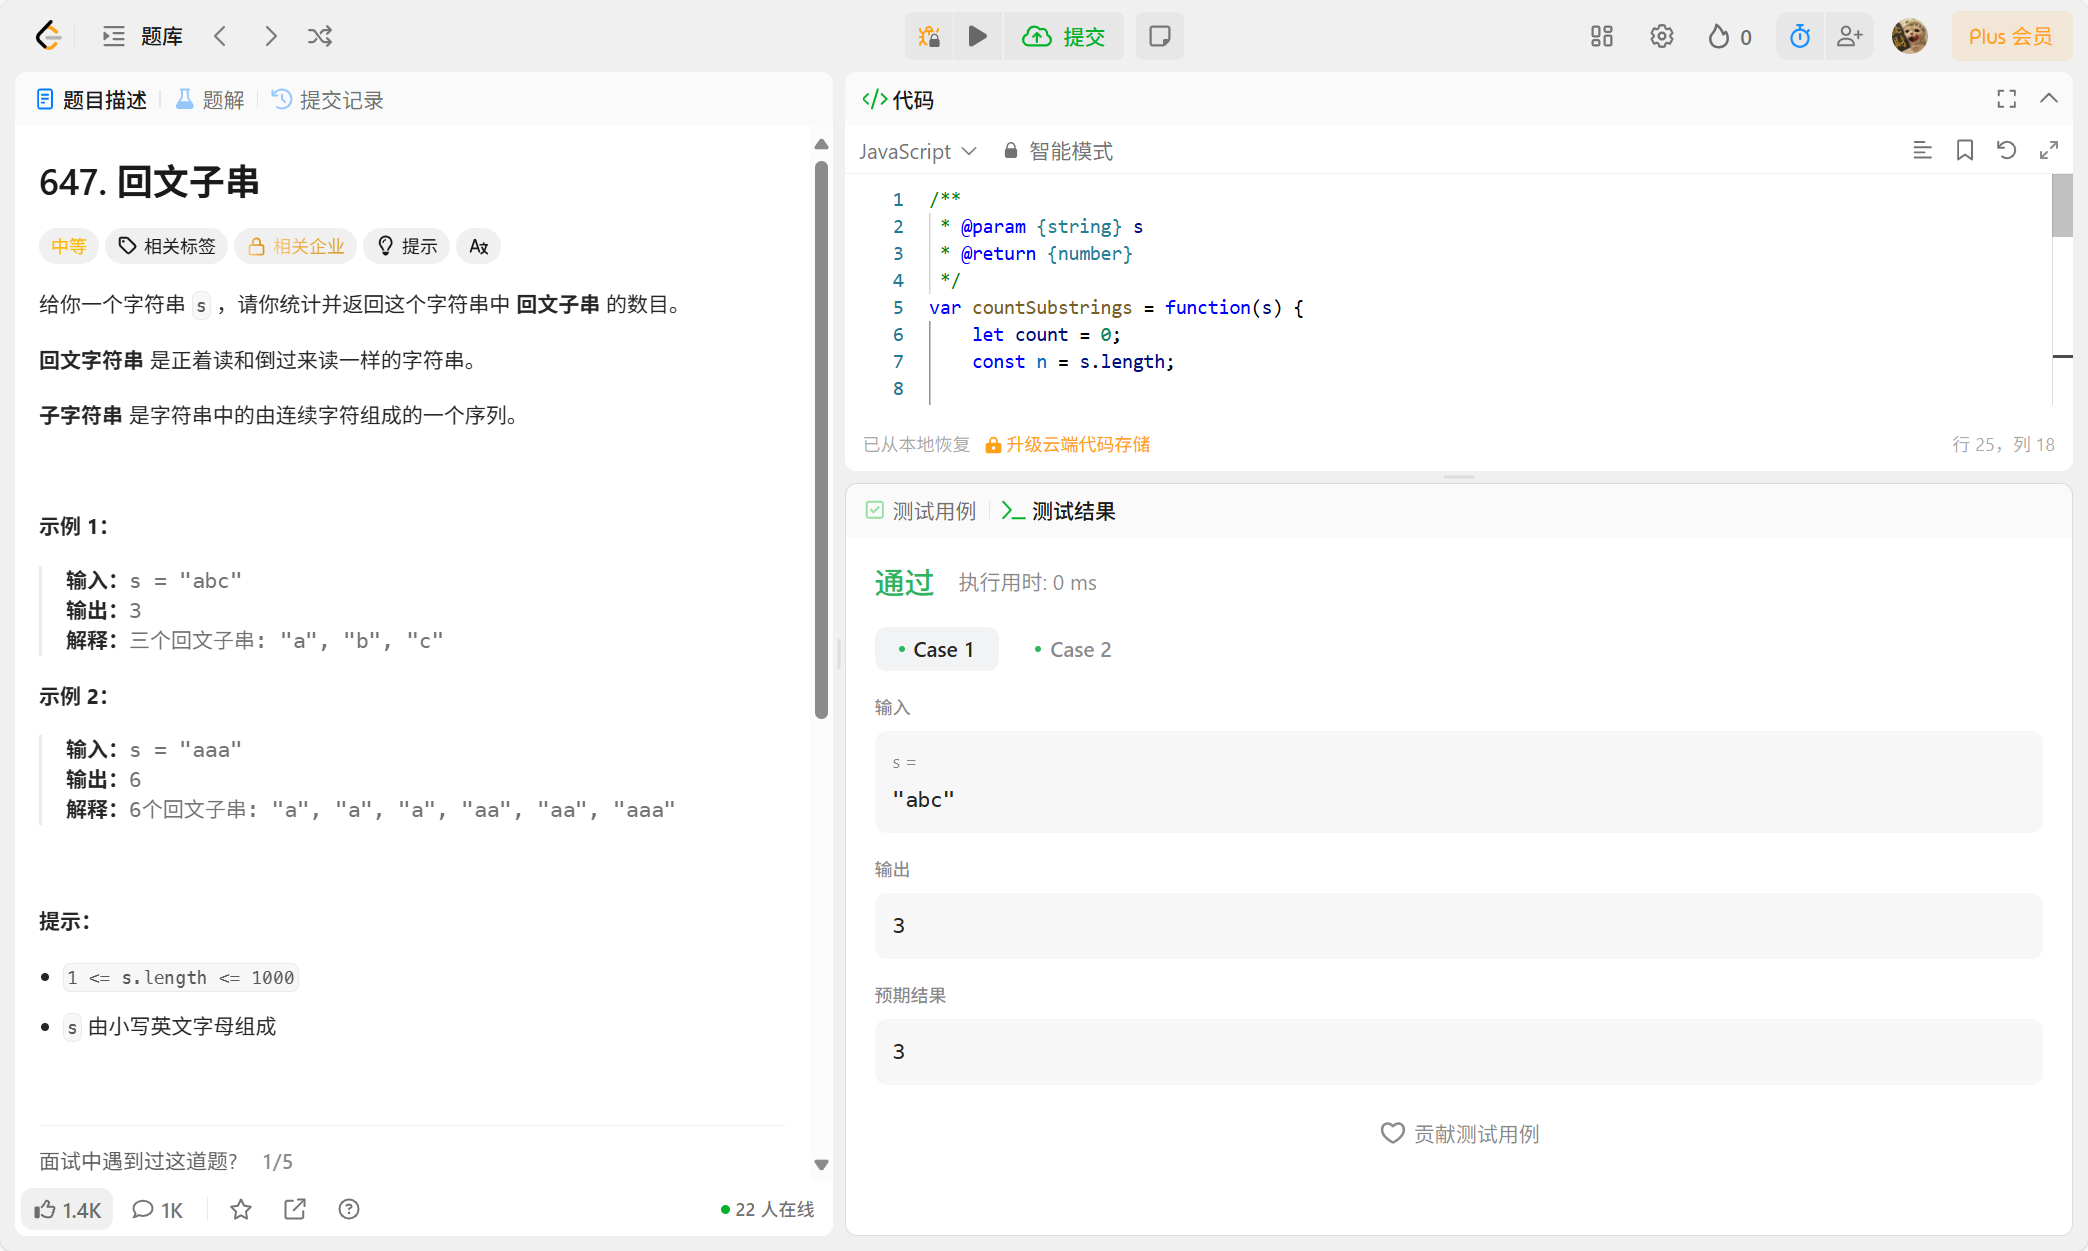 题库
提交
0
Plus 会员
题目描述
题解
提交记录
647. 回文子串
中等
相关标签
相关企业
提示
给你一个字符串 s ，请你统计并返回这个字符串中 回文子串 的数目。
回文字符串 是正着读和倒过来读一样的字符串。
子字符串 是字符串中的由连续字符组成的一个序列。
示例 1：
输入：s = "abc"
输出：3
解释：三个回文子串: "a", "b", "c"
示例 2：
输入：s = "aaa"
输出：6
解释：6个回文子串: "a", "a", "a", "aa", "aa", "aaa"
提示：
1 <= s.length <= 1000
s 由小写英文字母组成
面试中遇到过这道题? 1/5
1.4K
1K
22 人在线
</> 代码
JavaScript
智能模式
1 /**
2 * @param {string} s
3 * @return {number}
4 */
5 var countSubstrings = function(s) {
6 let count = 0;
7 const n = s.length;
8
已从本地恢复
升级云端代码存储
行 25，列 18
测试用例
测试结果
通过
执行用时: 0 ms
Case 1
Case 2
输入
s =
"abc"
输出
3
预期结果
3
贡献测试用例